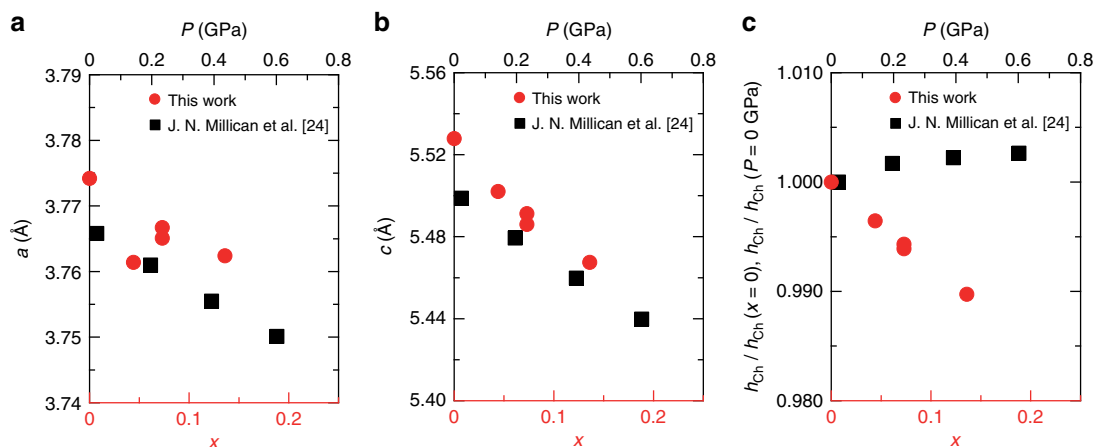 a
P (GPa)
0 0.2 0.4 0.6 0.8
3.79
3.78
3.77
3.76
3.75
3.74
a (Å)
This work
J. N. Millican et al. [24]
0 0.1 0.2
x
b
P (GPa)
0 0.2 0.4 0.6 0.8
5.56
5.52
5.48
5.44
5.40
c (Å)
This work
J. N. Millican et al. [24]
0 0.1 0.2
x
c
P (GPa)
0 0.2 0.4 0.6 0.8
1.010
1.000
0.990
0.980
h_Ch / h_Ch (x = 0), h_Ch / h_Ch (P = 0 GPa)
This work
J. N. Millican et al. [24]
0 0.1 0.2
x